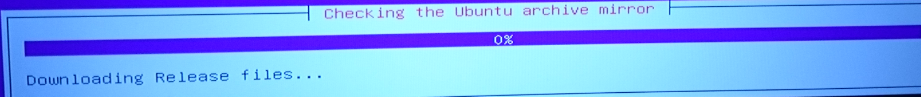 Checking the Ubuntu archive mirror
0%
Downloading Release files...